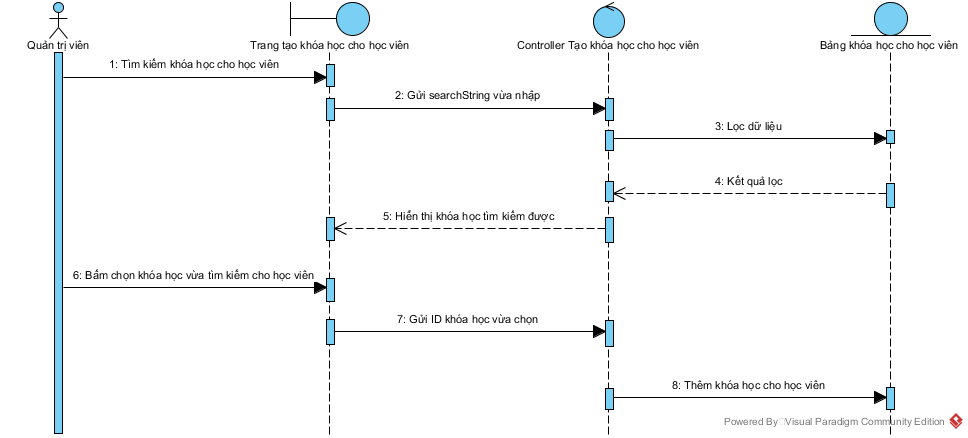 Quản trị viên
Trang tạo khóa học cho học viên
Controller Tạo khóa học cho học viên
Bảng khóa học cho học viên
1: Tìm kiếm khóa học cho học viên
2: Gửi searchString vừa nhập
3: Lọc dữ liệu
4: Kết quả lọc
5: Hiển thị khóa học tìm kiếm được
6: Bấm chọn khóa học vừa tìm kiếm cho học viên
7: Gửi ID khóa học vừa chọn
8: Thêm khóa học cho học viên
Powered By Visual Paradigm Community Edition